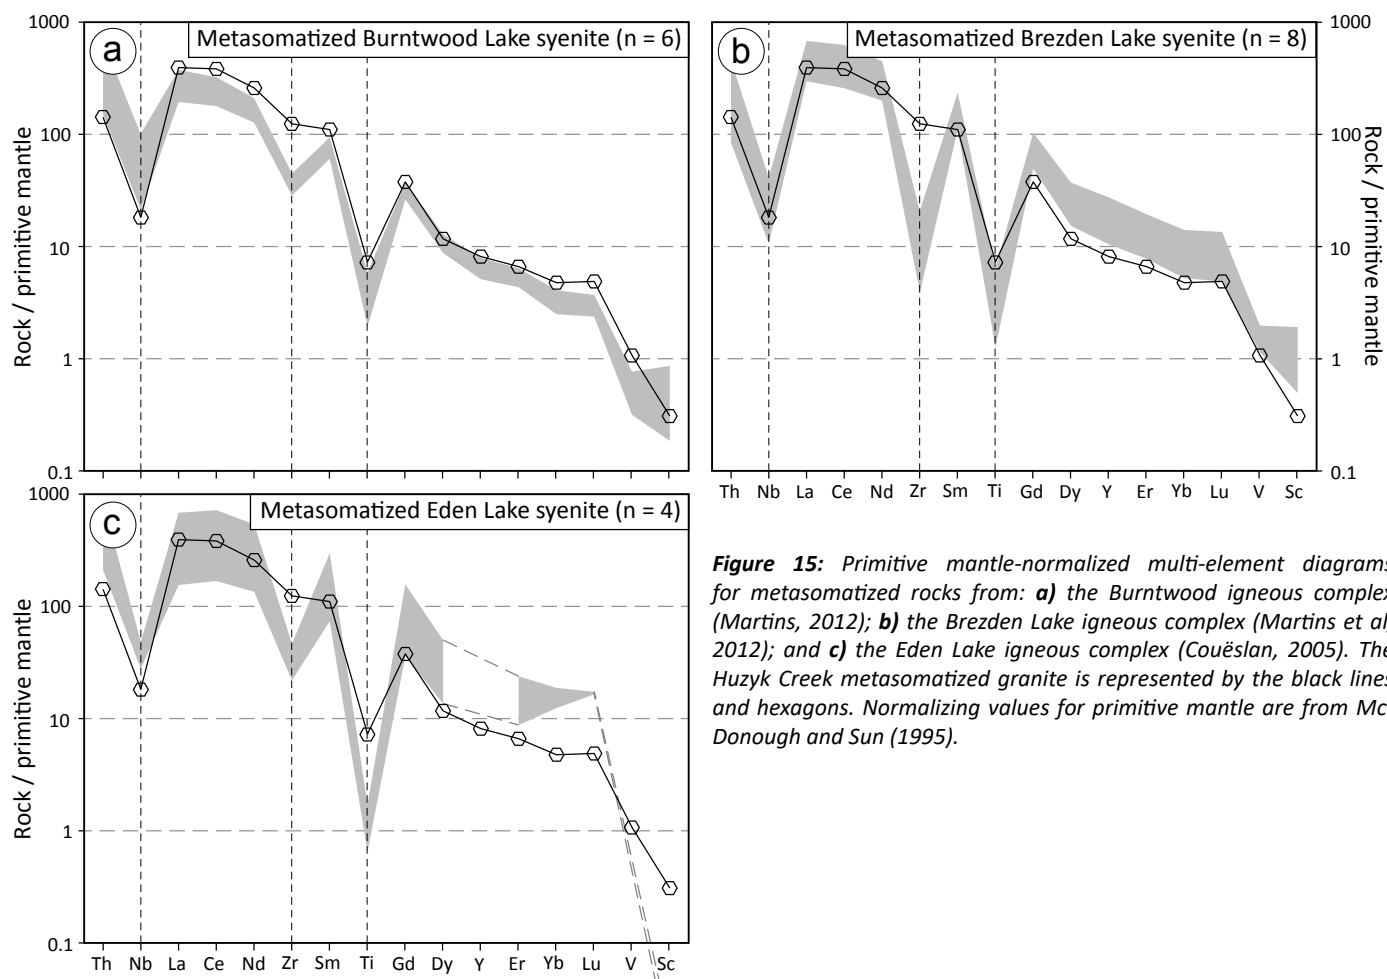 1000
a
Metasomatized Burntwood Lake syenite (n = 6)
100
10
1
0.1
Rock / primitive mantle
b
Metasomatized Brezden Lake syenite (n = 8)
1000
100
10
1
0.1
Rock / primitive mantle
Th Nb La Ce Nd Zr Sm Ti Gd Dy Y Er Yb Lu V Sc
1000
c
Metasomatized Eden Lake syenite (n = 4)
100
10
1
0.1
Rock / primitive mantle
Th Nb La Ce Nd Zr Sm Ti Gd Dy Y Er Yb Lu V Sc
Figure 15: Primitive mantle-normalized multi-element diagrams
for metasomatized rocks from: a) the Burntwood igneous complex
(Martins, 2012); b) the Brezden Lake igneous complex (Martins et al
2012); and c) the Eden Lake igneous complex (Couëslan, 2005). The
Huzyk Creek metasomatized granite is represented by the black lines
and hexagons. Normalizing values for primitive mantle are from Mc
Donough and Sun (1995).